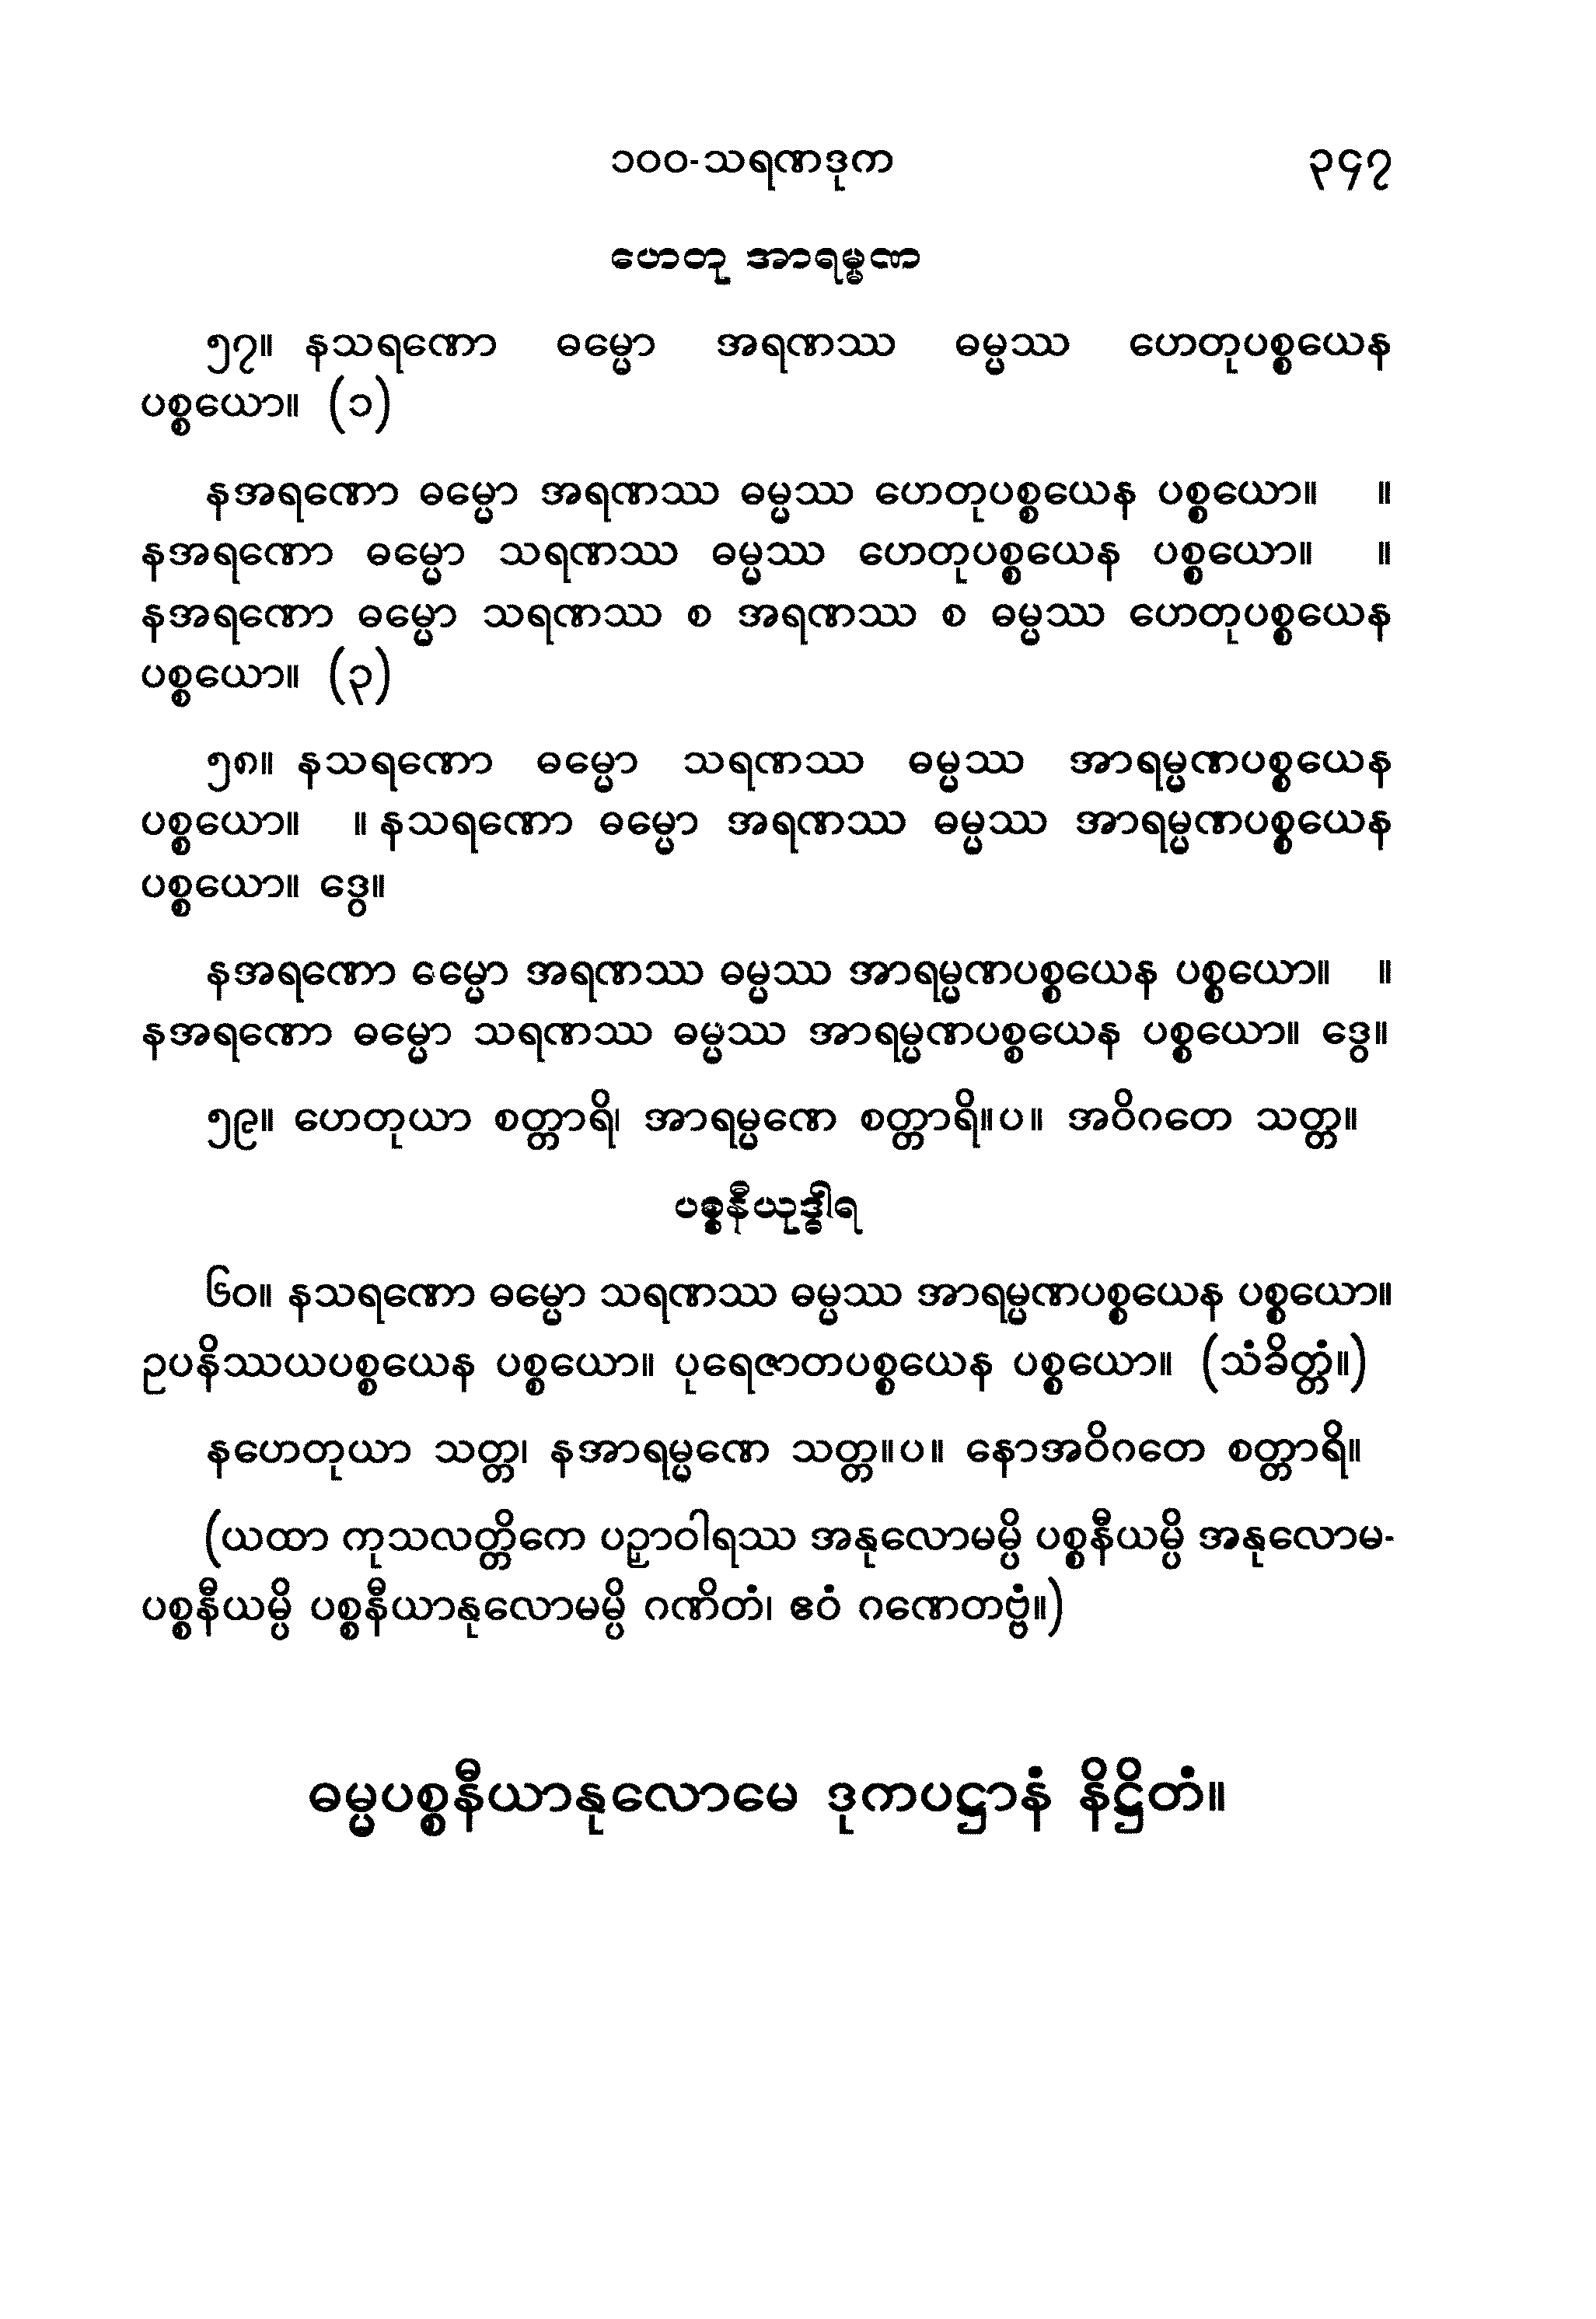 ၁၀၀-သရဏဒုက ၃၄၇
ဟေတု အာရမ္မဏ
၅၇။ နသရဏော ဓမ္မော အရဏဿ ဓမ္မဿ ဟေတုပစ္စယေန
ပစ္စယော။ (၁)
နအရဏော ဓမ္မော အရဏဿ ဓမ္မဿ ဟေတုပစ္စယေန ပစ္စယော။ ။
နအရဏော ဓမ္မော သရဏဿ ဓမ္မဿ ဟေတုပစ္စယေန ပစ္စယော။ ။
နအရဏော ဓမ္မော သရဏဿ စ အရဏဿ စ ဓမ္မဿ ဟေတုပစ္စယေန
ပစ္စယော။ (၃)
၅၈။ နသရဏော ဓမ္မော သရဏဿ ဓမ္မဿ အာရမ္မဏပစ္စယေန
ပစ္စယော။ ။ နသရဏော ဓမ္မော အရဏဿ ဓမ္မဿ အာရမ္မဏပစ္စယေန
ပစ္စယော။ ဒွေ။
နအရဏော ဓမ္မော အရဏဿ ဓမ္မဿ အာရမ္မဏပစ္စယေန ပစ္စယော။ ။
နအရဏော ဓမ္မော သရဏဿ ဓမ္မဿ အာရမ္မဏပစ္စယေန ပစ္စယော။ ဒွေ။
၅၉။ ဟေတုယာ စတ္တာရိ၊ အာရမ္မဏေ စတ္တာရိ။ပ။ အဝိဂတေ သတ္တ။
ပစ္စနီယုဒ္ဓါရ
၆၀။ နသရဏော ဓမ္မော သရဏဿ ဓမ္မဿ အာရမ္မဏပစ္စယေန ပစ္စယော။
ဥပနိဿယပစ္စယေန ပစ္စယော။ ပုရေဇာတပစ္စယေန ပစ္စယော။ (သံခိတ္တံ။)
နဟေတုယာ သတ္တ၊ နအာရမ္မဏေ သတ္တ။ပ။ နောအဝိဂတေ စတ္တာရိ။
(ယထာ ကုသလတ္တိကေ ပဉှာဝါရဿ အနုလောမမ္ပိ ပစ္စနီယမ္ပိ အနုလောမ-
ပစ္စနီယမ္ပိ ပစ္စနီယာနုလောမမ္ပိ ဂဏိတံ၊ ဧဝံ ဂဏေတဗ္ဗံ။)
ဓမ္မပစ္စနီယာနုလောမေ ဒုကပဋ္ဌာနံ နိဋ္ဌိတံ။